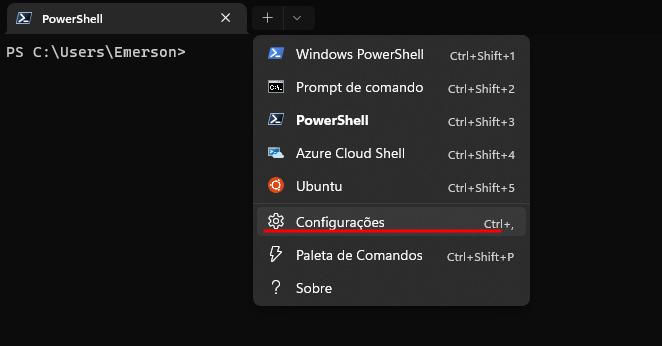 PowerShell
PS C:\Users\Emerson>
Windows PowerShell Ctrl+Shift+1
Prompt de comando Ctrl+Shift+2
PowerShell Ctrl+Shift+3
Azure Cloud Shell Ctrl+Shift+4
Ubuntu Ctrl+Shift+5
Configurações Ctrl+,
Paleta de Comandos Ctrl+Shift+P
Sobre